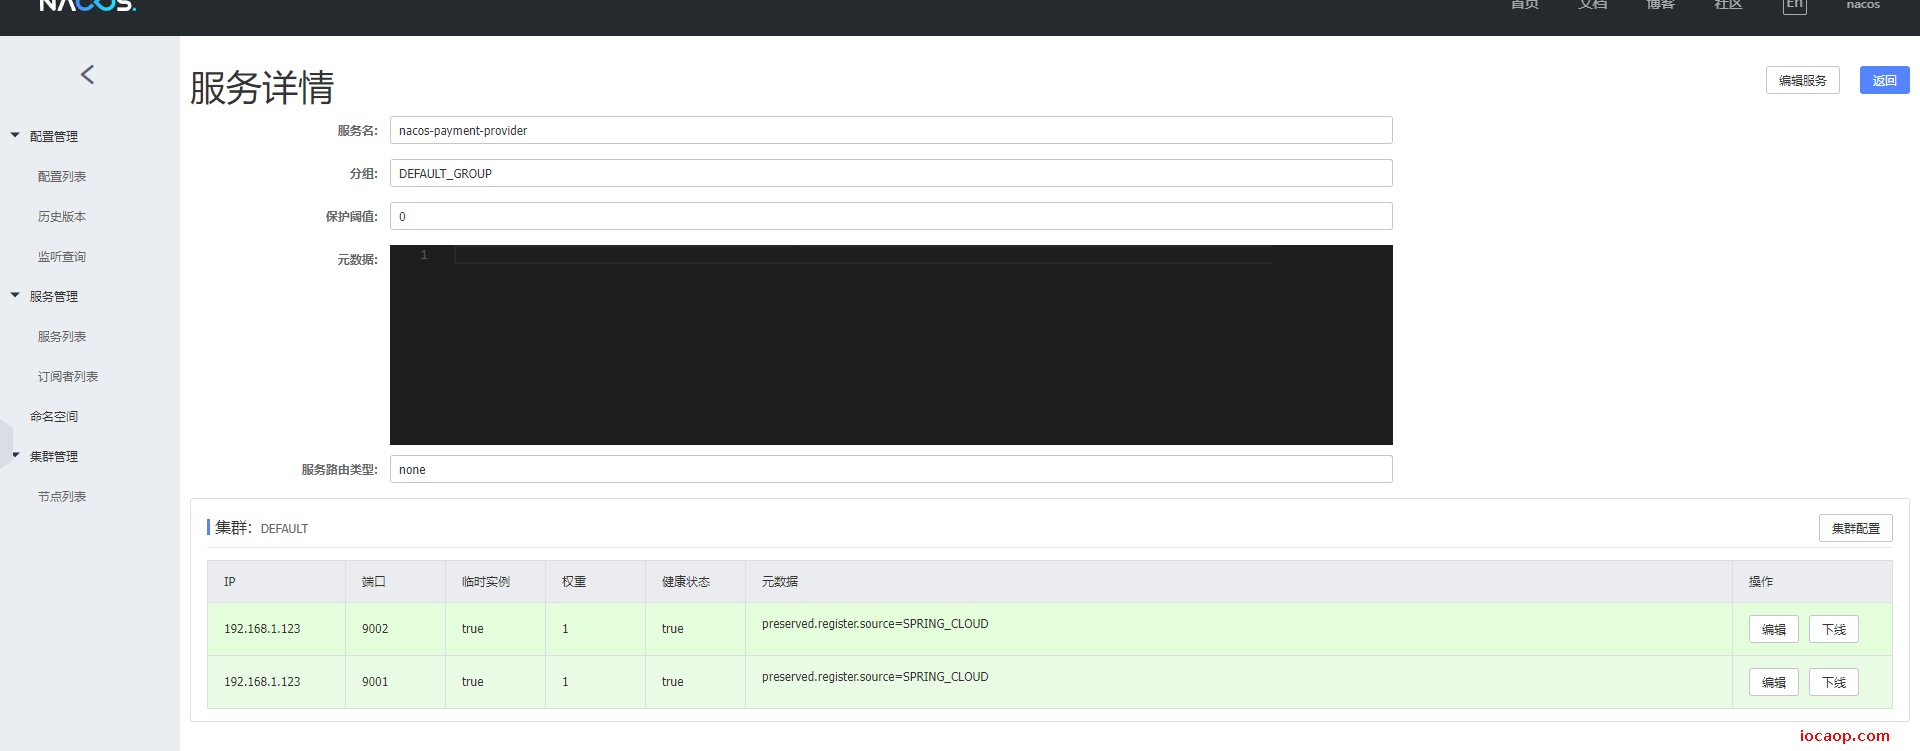 NACOS.
首页 文档 博客 社区 En nacos
服务详情
编辑服务 返回
配置管理
配置列表
历史版本
监听查询
服务管理
服务列表
订阅者列表
命名空间
集群管理
节点列表
服务名: nacos-payment-provider
分组: DEFAULT_GROUP
保护阈值: 0
元数据: 1
服务路由类型: none
集群: DEFAULT 集群配置
IP 端口 临时实例 权重 健康状态 元数据 操作
192.168.1.123 9002 true 1 true preserved.register.source=SPRING_CLOUD 编辑 下线
192.168.1.123 9001 true 1 true preserved.register.source=SPRING_CLOUD 编辑 下线
iocaop.com